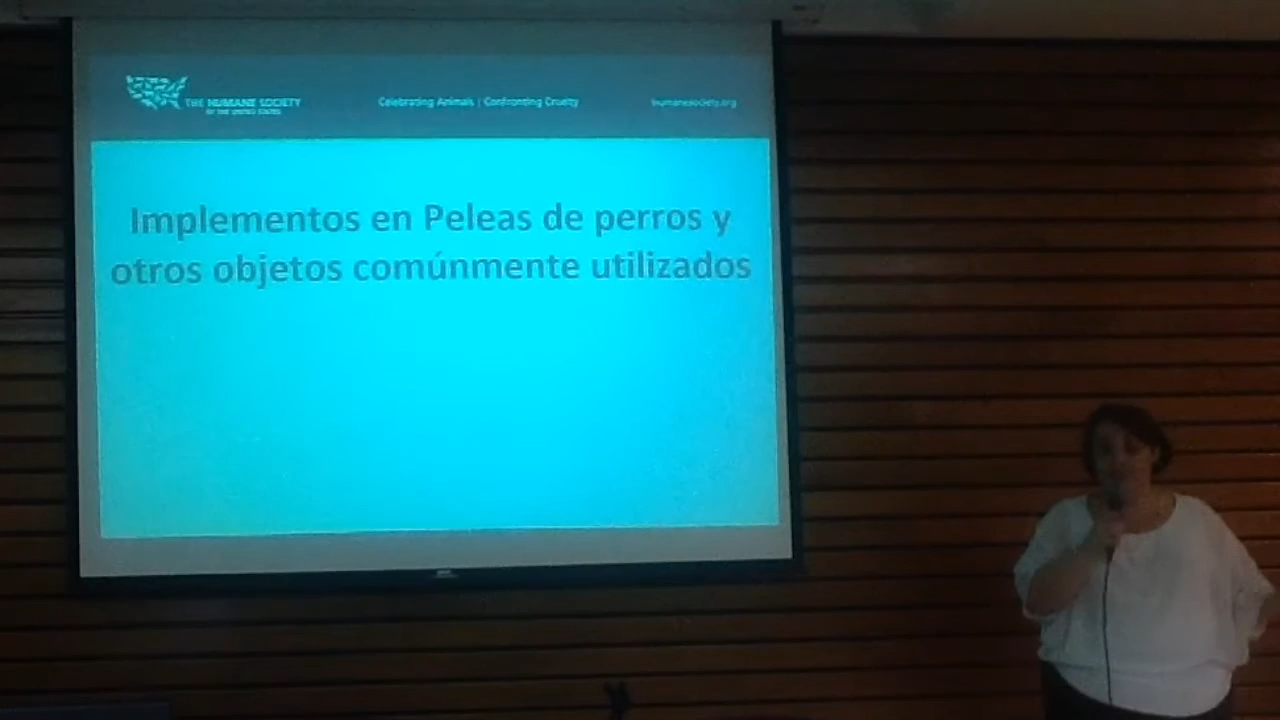 THE HUMANE SOCIETY
OF THE UNITED STATES
Celebrating Animals | Confronting Cruelty
humanesociety.org
Implementos en Peleas de perros y
otros objetos comúnmente utilizados